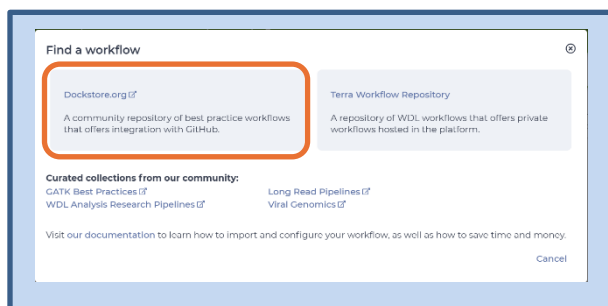 Find a workflow
Dockstore.org
A community repository of best practice workflows
that offers integration with GitHub.
Terra Workflow Repository
A repository of WDL workflows that offers private
workflows hosted in the platform.
Curated collections from our community:
GATK Best Practices
Long Read Pipelines
WDL Analysis Research Pipelines
Viral Genomics
Visit our documentation to learn how to import and configure your workflow, as well as how to save time and money.
Cancel